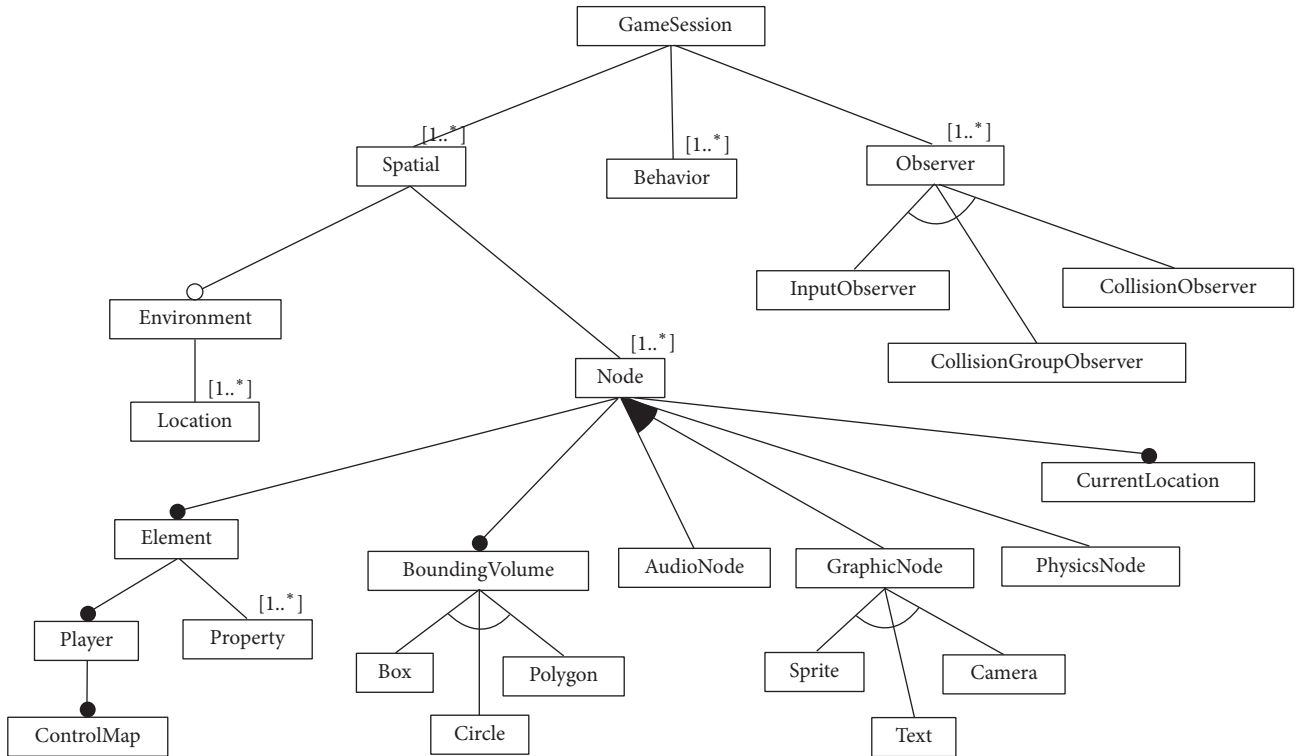 GameSession
[1..*]
[1..*]
[1..*]
Spatial
Behavior
Observer
InputObserver
CollisionObserver
Environment
CollisionGroupObserver
[1..*]
Node
[1..*]
Location
CurrentLocation
Element
BoundingVolume
AudioNode
GraphicNode
PhysicsNode
[1..*]
Player
Property
Box
Polygon
Sprite
Camera
ControlMap
Circle
Text